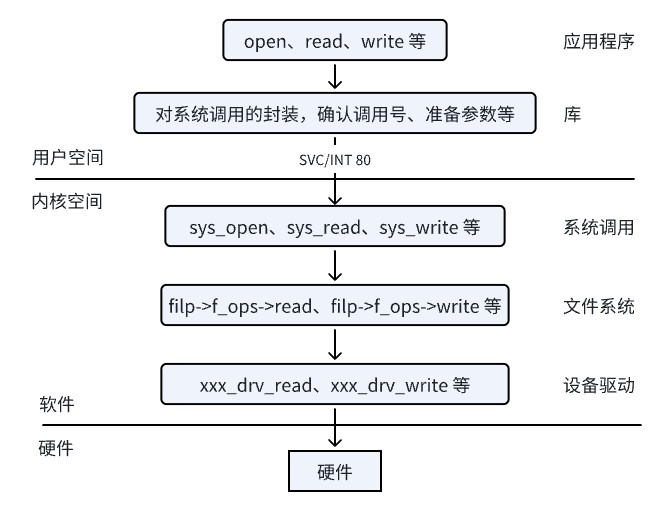 open、read、write 等
应用程序
对系统调用的封装，确认调用号、准备参数等
库
用户空间
SVC/INT 80
内核空间
sys_open、sys_read、sys_write 等
系统调用
filp->f_ops->read、filp->f_ops->write 等
文件系统
xxx_drv_read、xxx_drv_write 等
设备驱动
软件
硬件
硬件